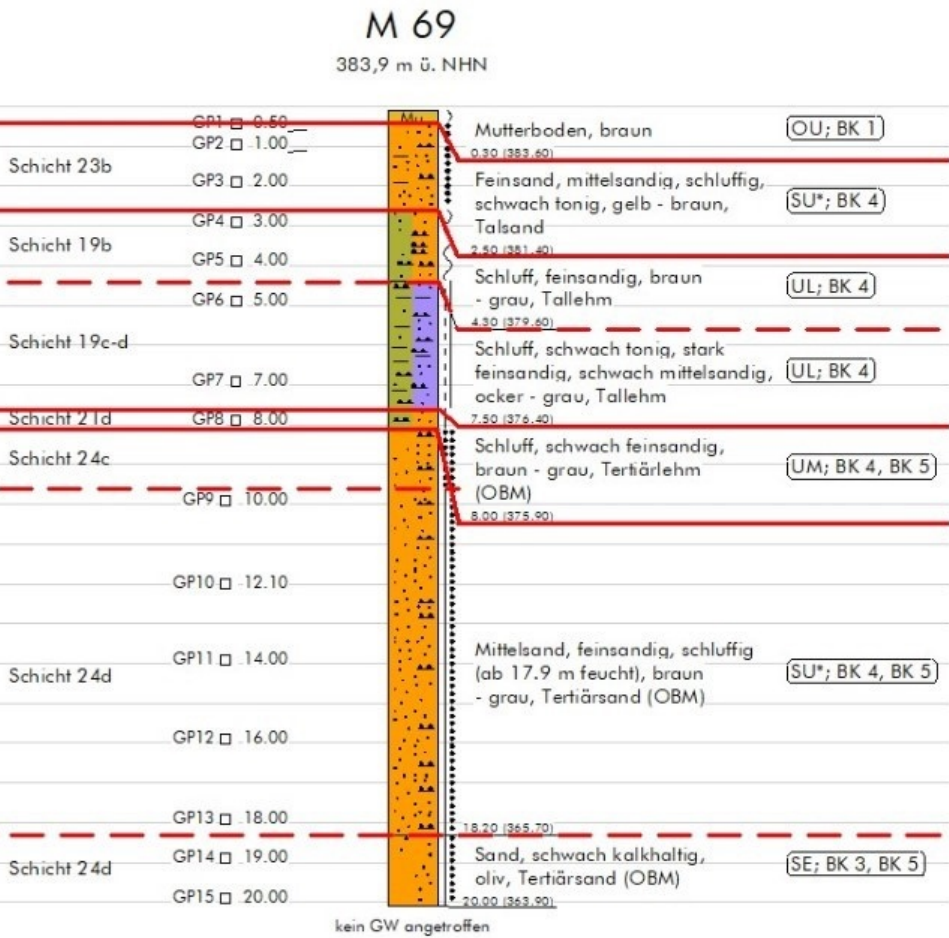 M 69
383,9 m ü. NHN
Mu
GP1 0.50
GP2 1.00
Mutterboden, braun
OU; BK 1
0.30 (383.60)
Schicht 23b
GP3 2.00
Feinsand, mittelsandig, schluffig,
schwach tonig, gelb - braun,
Talsand
SU*; BK 4
2.50 (381.40)
GP4 3.00
Schicht 19b
GP5 4.00
Schluff, feinsandig, braun
- grau, Tallehm
UL; BK 4
4.30 (379.60)
GP6 5.00
Schicht 19c-d
GP7 7.00
Schluff, schwach tonig, stark
feinsandig, schwach mittelsandig,
ocker - grau, Tallehm
UL; BK 4
7.50 (376.40)
Schicht 21d
GP8 8.00
Schicht 24c
Schluff, schwach feinsandig,
braun - grau, Tertiärlehm
(OBM)
UM; BK 4, BK 5
8.00 (375.90)
GP9 10.00
GP10 12.10
GP11 14.00
Schicht 24d
Mittelsand, feinsandig, schluffig
(ab 17.9 m feucht), braun
- grau, Tertiärsand (OBM)
SU*; BK 4, BK 5
GP12 16.00
GP13 18.00
18.20 (365.70)
GP14 19.00
Schicht 24d
Sand, schwach kalkhaltig,
oliv, Tertiärsand (OBM)
SE; BK 3, BK 5
GP15 20.00
20.00 (363.90)
kein GW angetroffen